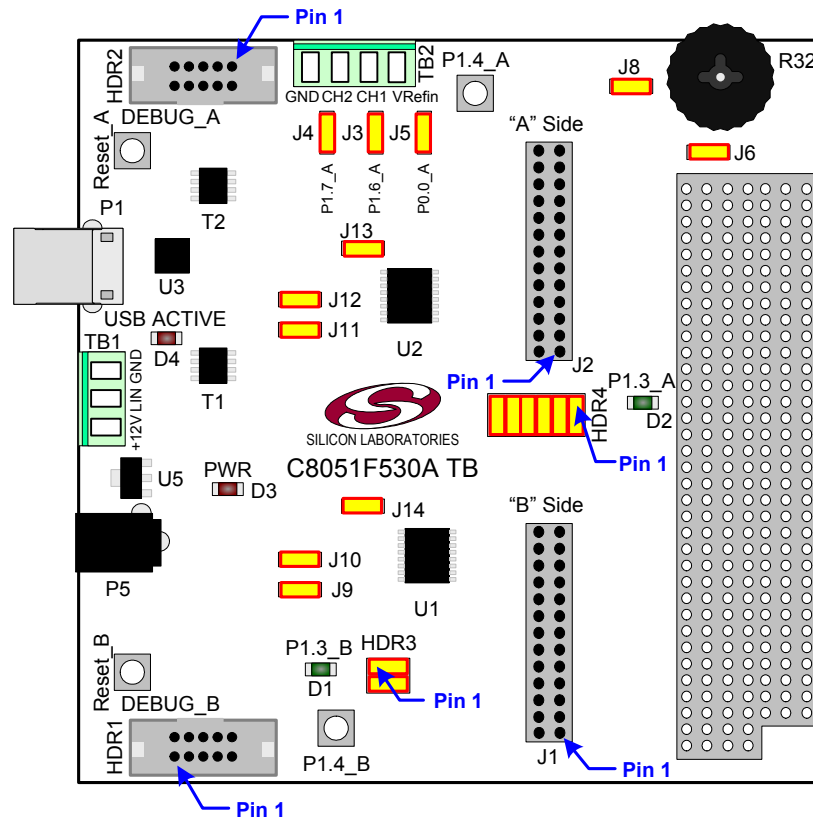 Pin 1
HDR2
DEBUG_A
Reset_A
GND CH2 CH1 VRefin
TB2
P1.4_A
J8
R32
J4
J3
J5
"A" Side
J6
P1.7_A
P1.6_A
P0.0_A
P1
T2
J13
U3
J12
J11
U2
USB ACTIVE
D4
TB1
+12V LIN GND
T1
J2
Pin 1
P1.3_A
D2
HDR4
Pin 1
SILICON LABORATORIES
C8051F530A TB
U5
PWR
D3
J14
"B" Side
P5
J10
J9
U1
Reset_B
P1.3_B
D1
HDR3
Pin 1
DEBUG_B
HDR1
P1.4_B
J1
Pin 1
Pin 1